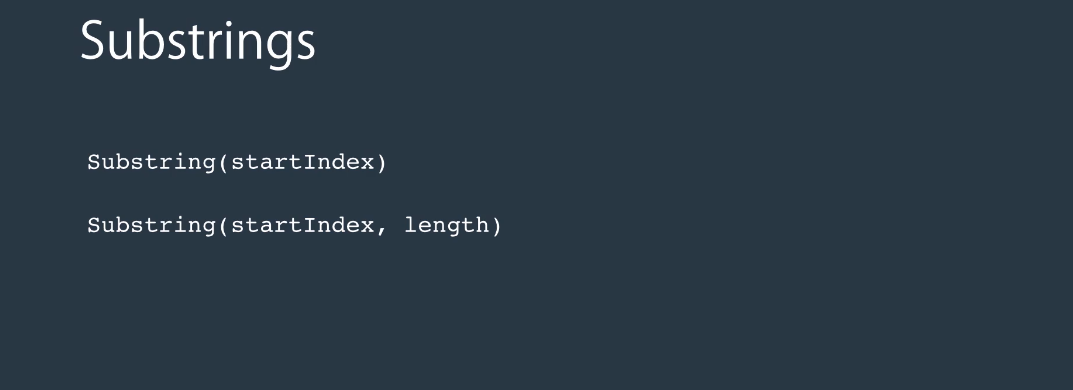 Substrings
Substring(startIndex)
Substring(startIndex, length)